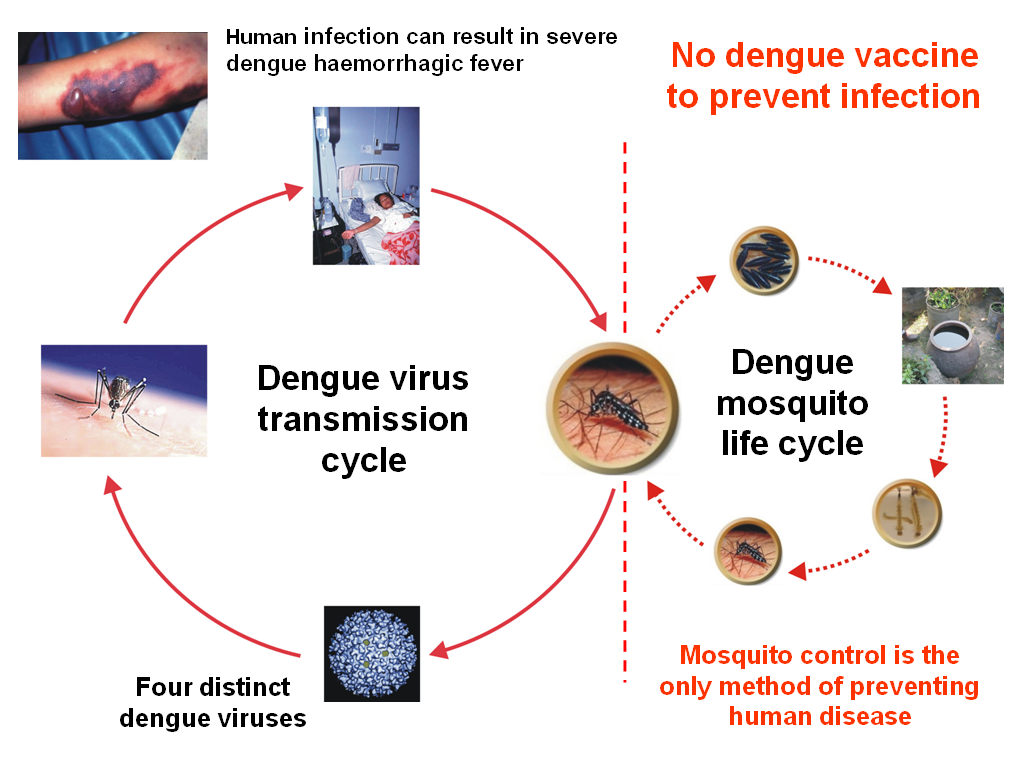 Human infection can result in severe
dengue haemorrhagic fever
No dengue vaccine
to prevent infection
Dengue virus
transmission
cycle
Dengue
mosquito
life cycle
Four distinct
dengue viruses
Mosquito control is the
only method of preventing
human disease